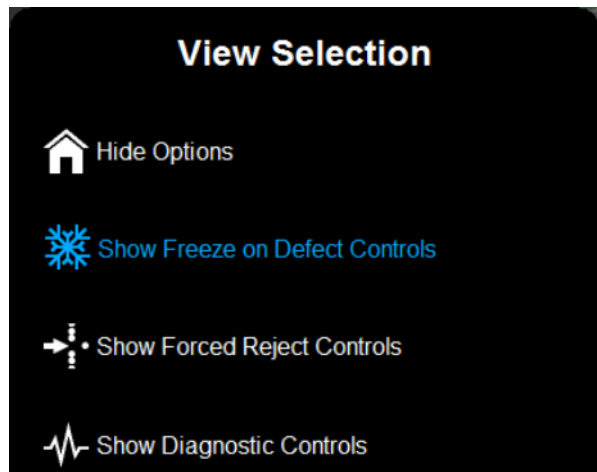 View Selection
Hide Options
Show Freeze on Defect Controls
Show Forced Reject Controls
Show Diagnostic Controls